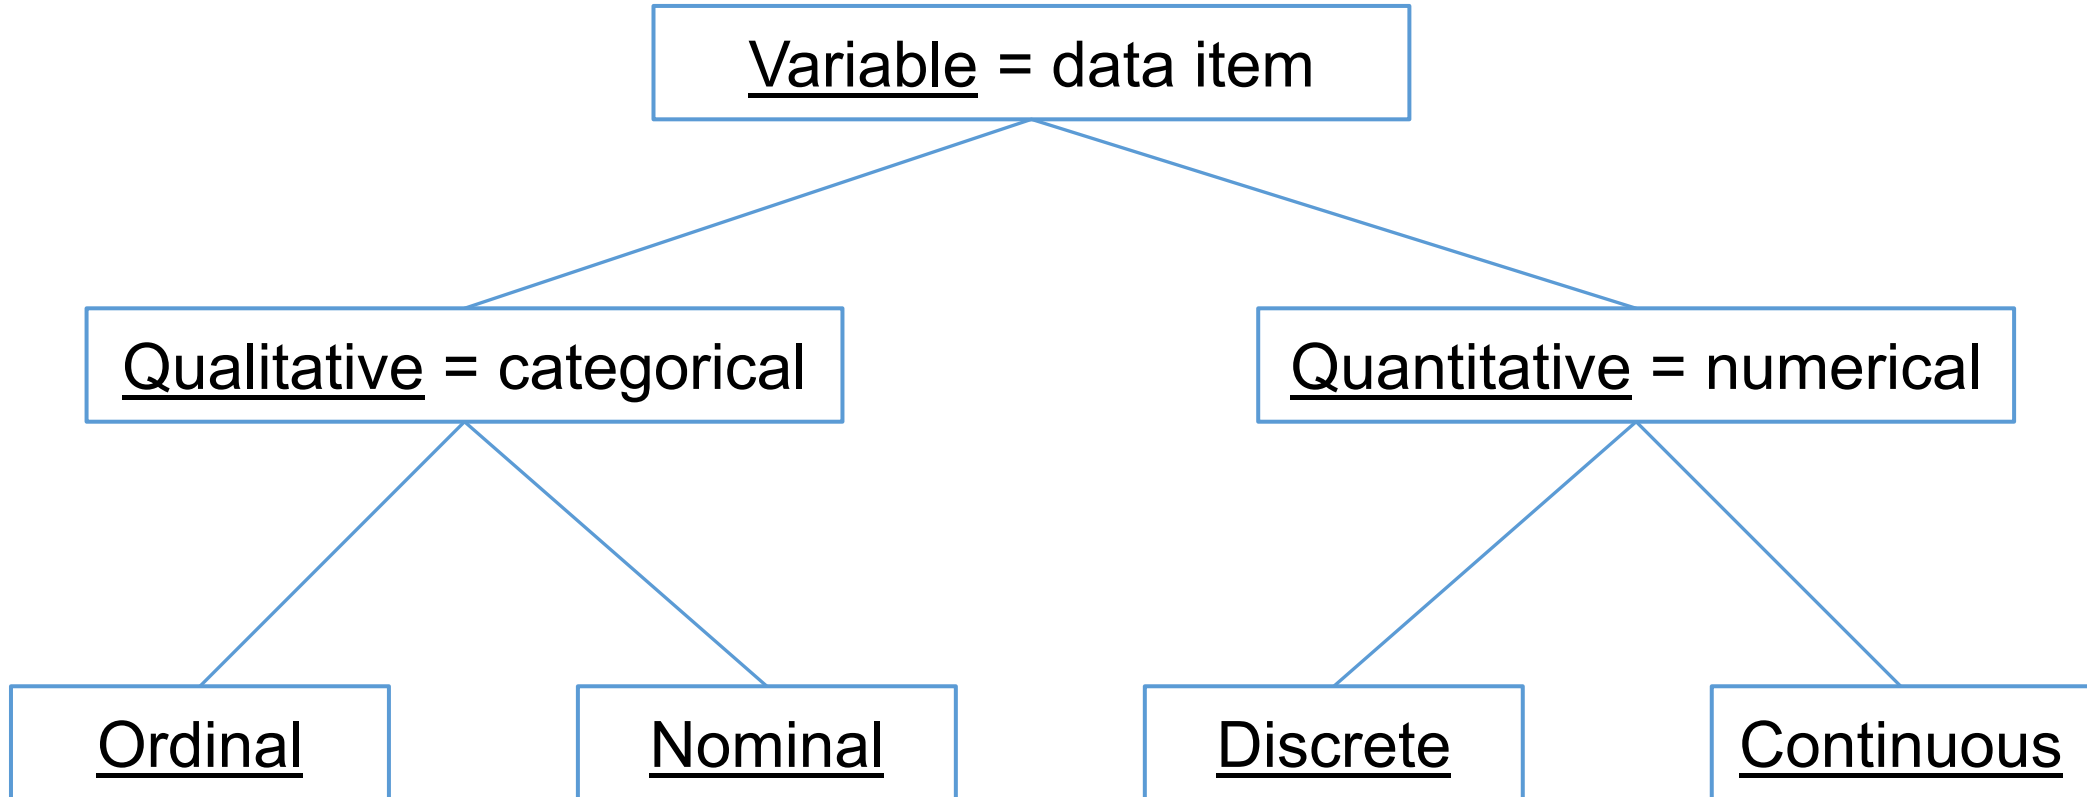 Variable = data item
Qualitative = categorical
Quantitative = numerical
Ordinal
Nominal
Discrete
Continuous